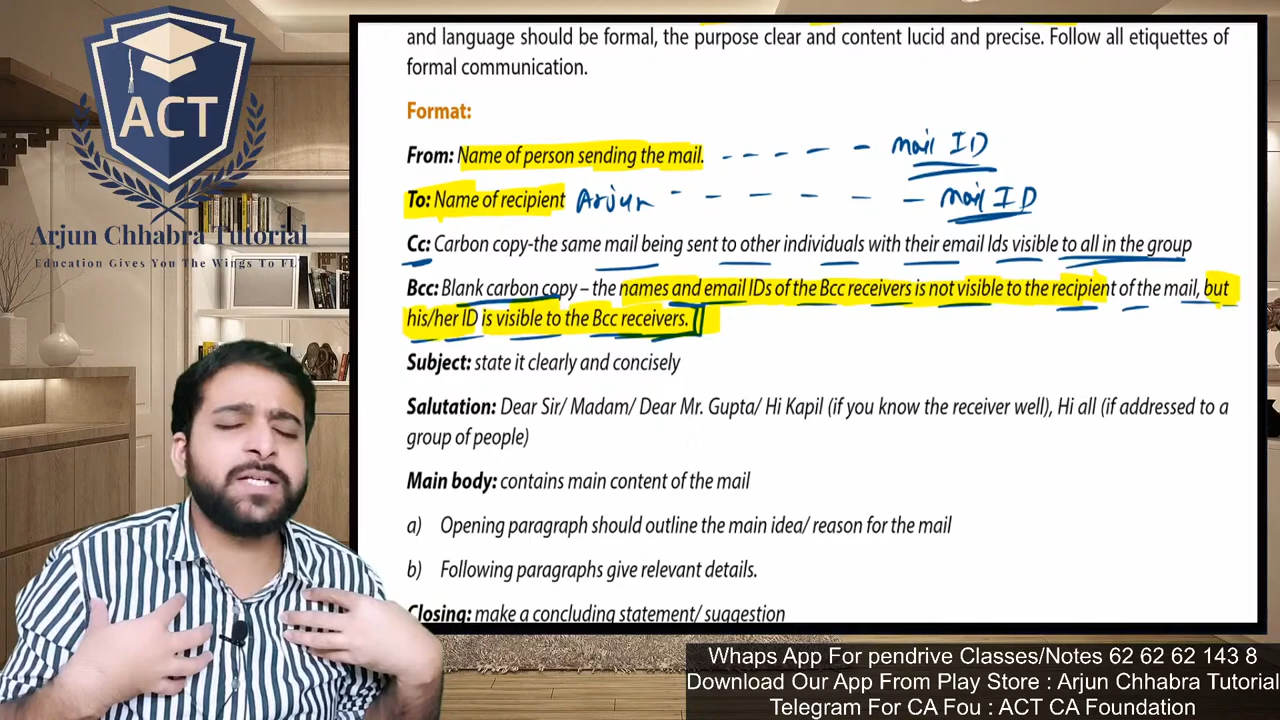 ACT
Arjun Chhabra Tutorial
Education Gives You The Wings To
and language should be formal, the purpose clear and content lucid and precise. Follow all etiquettes of
formal communication.
Format:
From: Name of person sending the mail. - - - - - mail ID
To: Name of recipient Arjun - - - - - - mail ID
Cc: Carbon copy-the same mail being sent to other individuals with their email Ids visible to all in the group
Bcc: Blank carbon copy – the names and email IDs of the Bcc receivers is not visible to the recipient of the mail, but
his/her ID is visible to the Bcc receivers.
Subject: state it clearly and concisely
Salutation: Dear Sir/ Madam/ Dear Mr. Gupta/ Hi Kapil (if you know the receiver well), Hi all (if addressed to a
group of people)
Main body: contains main content of the mail
a) Opening paragraph should outline the main idea/ reason for the mail
b) Following paragraphs give relevant details.
Closing: make a concluding statement/ suggestion
Whaps App For pendrive Classes/Notes 62 62 62 143 8
Download Our App From Play Store : Arjun Chhabra Tutorial
Telegram For CA Fou : ACT CA Foundation